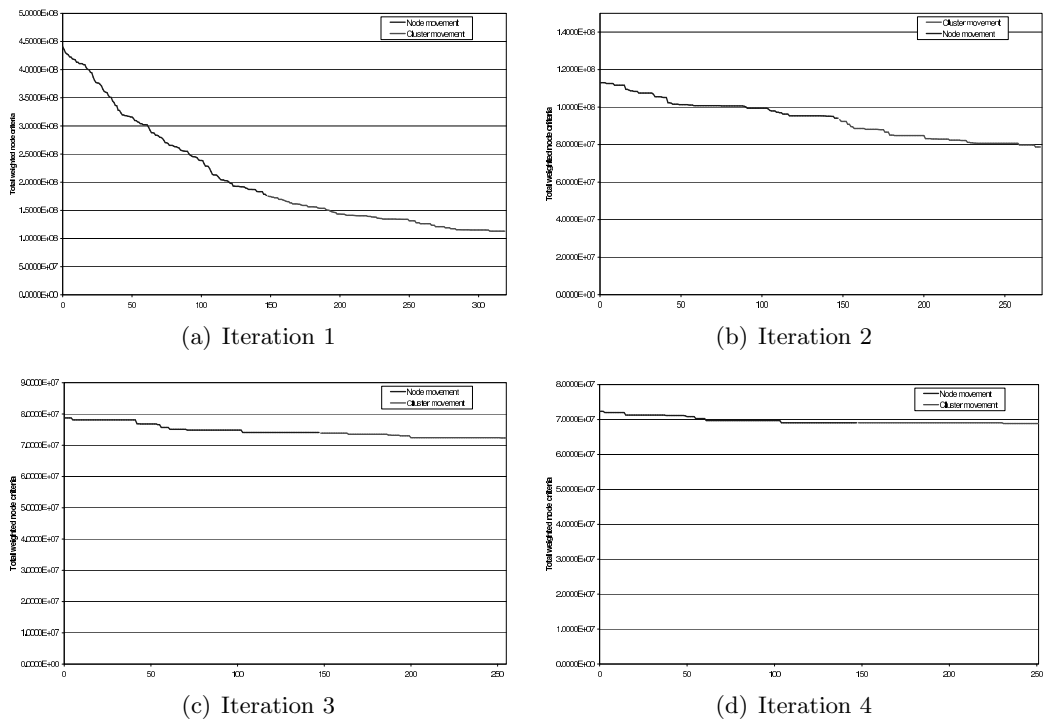 5.0000E+08
4.5000E+08
4.0000E+08
3.5000E+08
3.0000E+08
2.5000E+08
2.0000E+08
1.5000E+08
1.0000E+08
5.0000E+07
0.0000E+00
Total weighted node criteria
Node movement
Cluster movement
0 50 100 150 200 250 300
(a) Iteration 1
1.4000E+08
1.2000E+08
1.0000E+08
8.0000E+07
6.0000E+07
4.0000E+07
2.0000E+07
0.0000E+00
Total weighted node criteria
Cluster movement
Node movement
0 50 100 150 200 250
(b) Iteration 2
9.0000E+07
8.0000E+07
7.0000E+07
6.0000E+07
5.0000E+07
4.0000E+07
3.0000E+07
2.0000E+07
1.0000E+07
0.0000E+00
Total weighted node criteria
Node movement
Cluster movement
0 50 100 150 200 250
(c) Iteration 3
8.0000E+07
7.0000E+07
6.0000E+07
5.0000E+07
4.0000E+07
3.0000E+07
2.0000E+07
1.0000E+07
0.0000E+00
Total weighted node criteria
Node movement
Cluster movement
0 50 100 150 200 250
(d) Iteration 4